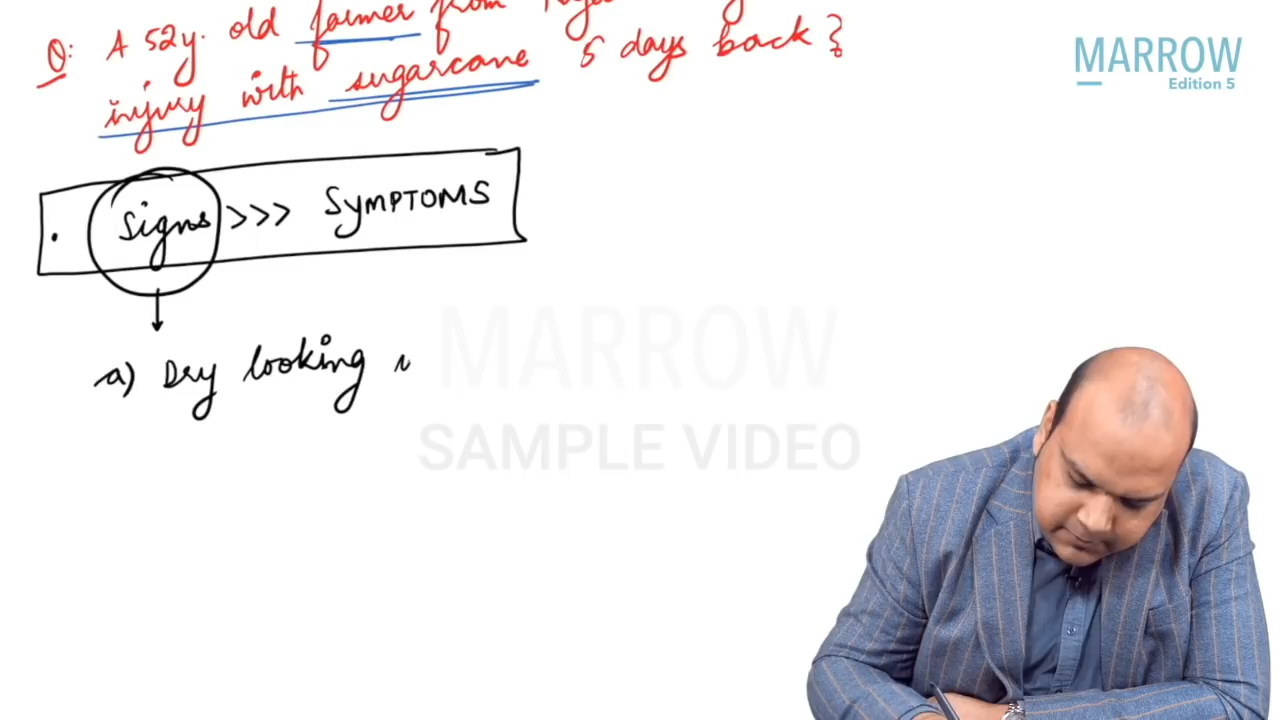 Q: A 52y. old farmer from
injury with sugarcane 5 days back?
MARROW
Edition 5
. Signs >>> SYMPTOMS
a) Dry looking
MARROW
SAMPLE VIDEO